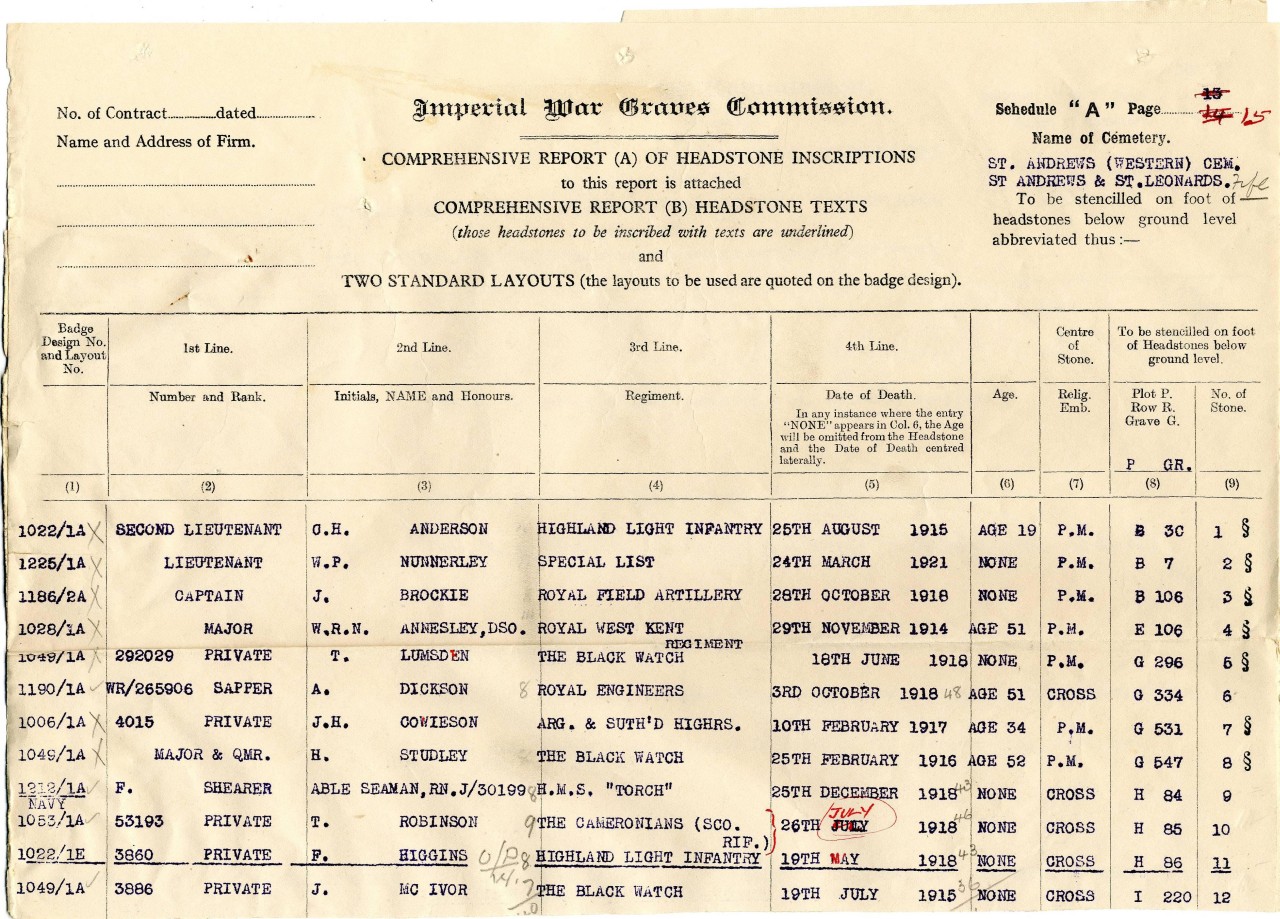 Imperial War Graves Commission.
No. of Contract..............dated..................
Name and Address of Firm.
COMPREHENSIVE REPORT (A) OF HEADSTONE INSCRIPTIONS
to this report is attached
COMPREHENSIVE REPORT (B) HEADSTONE TEXTS
(those headstones to be inscribed with texts are underlined)
and
TWO STANDARD LAYOUTS (the layouts to be used are quoted on the badge design).
Schedule "A" Page 13 14 15
Name of Cemetery.
ST. ANDREWS (WESTERN) CEM.
ST ANDREWS & ST.LEONARDS. Fife
To be stencilled on foot of
headstones below ground level
abbreviated thus :—
Badge
Design No.
and Layout
No.
1st Line.
2nd Line.
3rd Line.
4th Line.
Centre
of
Stone.
To be stencilled on foot
of Headstones below
ground level.
Number and Rank.
Initials, NAME and Honours.
Regiment.
Date of Death.
In any instance where the entry
"NONE" appears in Col. 6, the Age
will be omitted from the Headstone
and the Date of Death centred
laterally.
Age.
Relig.
Emb.
Plot P.
Row R.
Grave G.
P GR.
No. of
Stone.
(1) (2) (3) (4) (5) (6) (7) (8) (9)
1022/1A X SECOND LIEUTENANT G.H. ANDERSON HIGHLAND LIGHT INFANTRY 25TH AUGUST 1915 AGE 19 P.M. B 30 1 §
1225/1A X LIEUTENANT W.P. NUNNERLEY SPECIAL LIST 24TH MARCH 1921 NONE P.M. B 7 2 §
1186/2A X CAPTAIN J. BROCKIE ROYAL FIELD ARTILLERY 28TH OCTOBER 1918 NONE P.M. B 106 3 §
1028/1A X MAJOR W.R.N. ANNESLEY,DSO. ROYAL WEST KENT REGIMENT 29TH NOVEMBER 1914 AGE 51 P.M. E 106 4 §
1049/1A X 292029 PRIVATE T. LUMSDEN THE BLACK WATCH 18TH JUNE 1918 NONE P.M. G 296 5 §
1190/1A ✓ WR/265906 SAPPER A. DICKSON 8 ROYAL ENGINEERS 3RD OCTOBER 1918 48 AGE 51 CROSS G 334 6
1006/1A X 4015 PRIVATE J.H. COWIESON ARG. & SUTH'D HIGHRS. 10TH FEBRUARY 1917 AGE 34 P.M. G 531 7 §
1049/1A X MAJOR & QMR. H. STUDLEY THE BLACK WATCH 25TH FEBRUARY 1916 AGE 52 P.M. G 547 8 §
1212/1A ✓ F. SHEARER ABLE SEAMAN,RN.J/30199 8 H.M.S. "TORCH" 25TH DECEMBER 1918 43 NONE CROSS H 84 9
NAVY
JULY
1053/1A ✓ 53193 PRIVATE T. ROBINSON 9 THE CAMERONIANS (SCO. 26TH JULY 1918 46 NONE CROSS H 85 10
RIF.)
1022/1E 3860 PRIVATE F. HIGGINS 8 HIGHLAND LIGHT INFANTRY 19TH MAY 1918 43 NONE CROSS H 86 11
1049/1A ✓ 3886 PRIVATE J. MC IVOR THE BLACK WATCH 19TH JULY 1915 36 NONE CROSS I 220 12